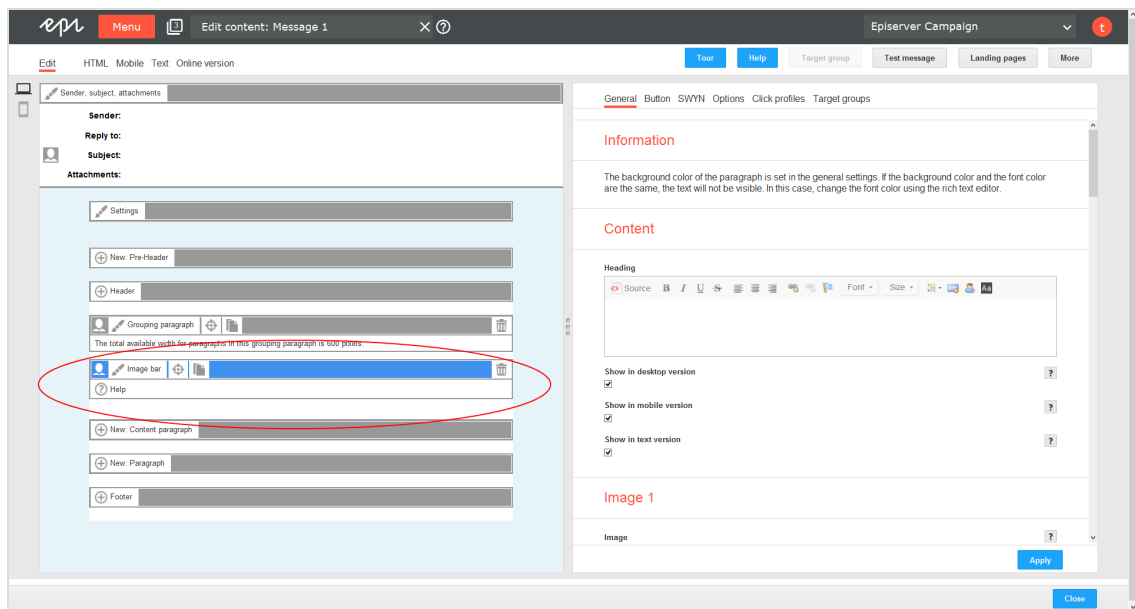 epi Menu 3 Edit content: Message 1 Episerver Campaign t
Edit HTML Mobile Text Online version Tour Help Target group Test message Landing pages More
Sender, subject, attachments
Sender:
Reply to:
Subject:
Attachments:
Settings
New: Pre-Header
Header
Grouping paragraph
The total available width for paragraphs in this grouping paragraph is 600 pixels.
Image bar
? Help
New: Content paragraph
New: Paragraph
Footer
General Button SWYN Options Click profiles Target groups
Information
The background color of the paragraph is set in the general settings. If the background color and the font color
are the same, the text will not be visible. In this case, change the font color using the rich text editor.
Content
Heading
Source B I U S Font Size Aa
Show in desktop version ?
Show in mobile version ?
Show in text version ?
Image 1
Image ?
Apply
Close